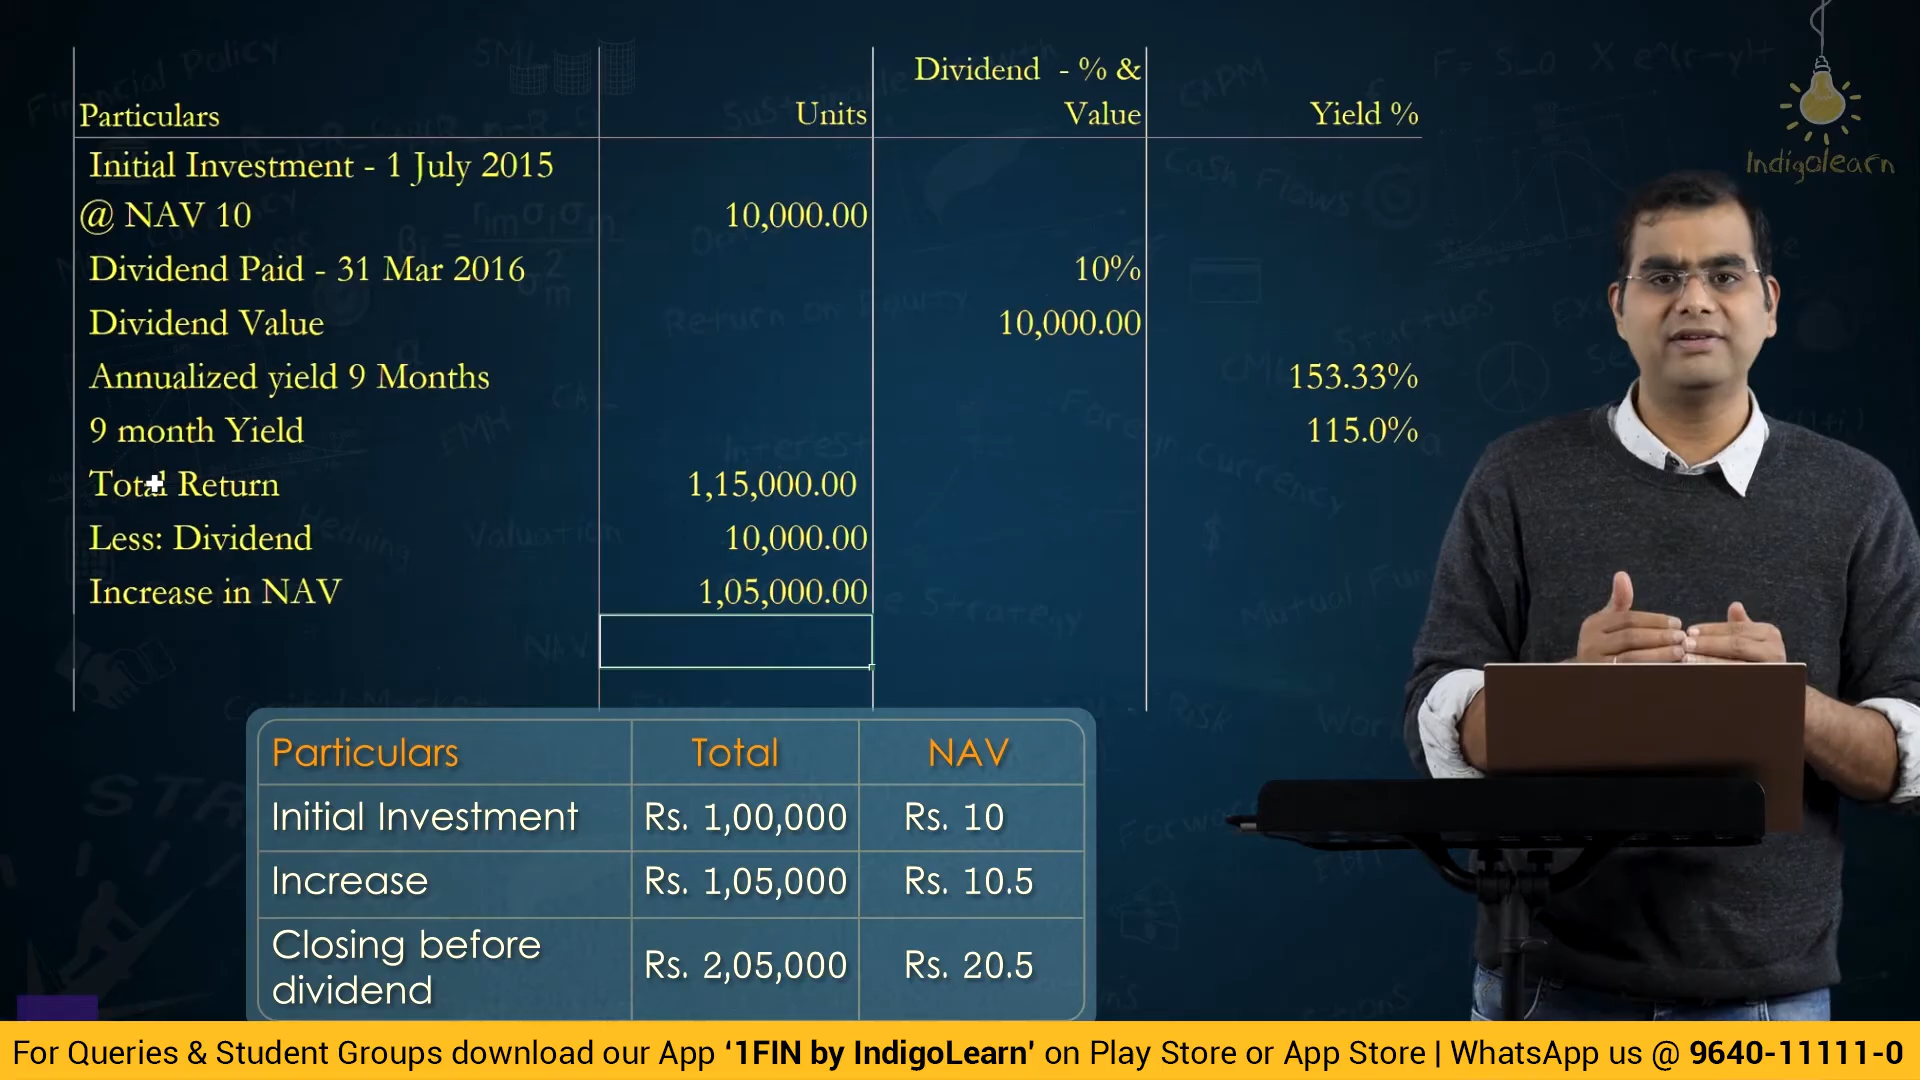 Dividend - % &
Particulars Units Value Yield %
Initial Investment - 1 July 2015
@ NAV 10 10,000.00
Dividend Paid - 31 Mar 2016 10%
Dividend Value 10,000.00
Annualized yield 9 Months 153.33%
9 month Yield 115.0%
Total Return 1,15,000.00
Less: Dividend 10,000.00
Increase in NAV 1,05,000.00
Indigolearn
Particulars Total NAV
Initial Investment Rs. 1,00,000 Rs. 10
Increase Rs. 1,05,000 Rs. 10.5
Closing before
dividend Rs. 2,05,000 Rs. 20.5
For Queries & Student Groups download our App ‘1FIN by IndigoLearn’ on Play Store or App Store | WhatsApp us @ 9640-11111-0